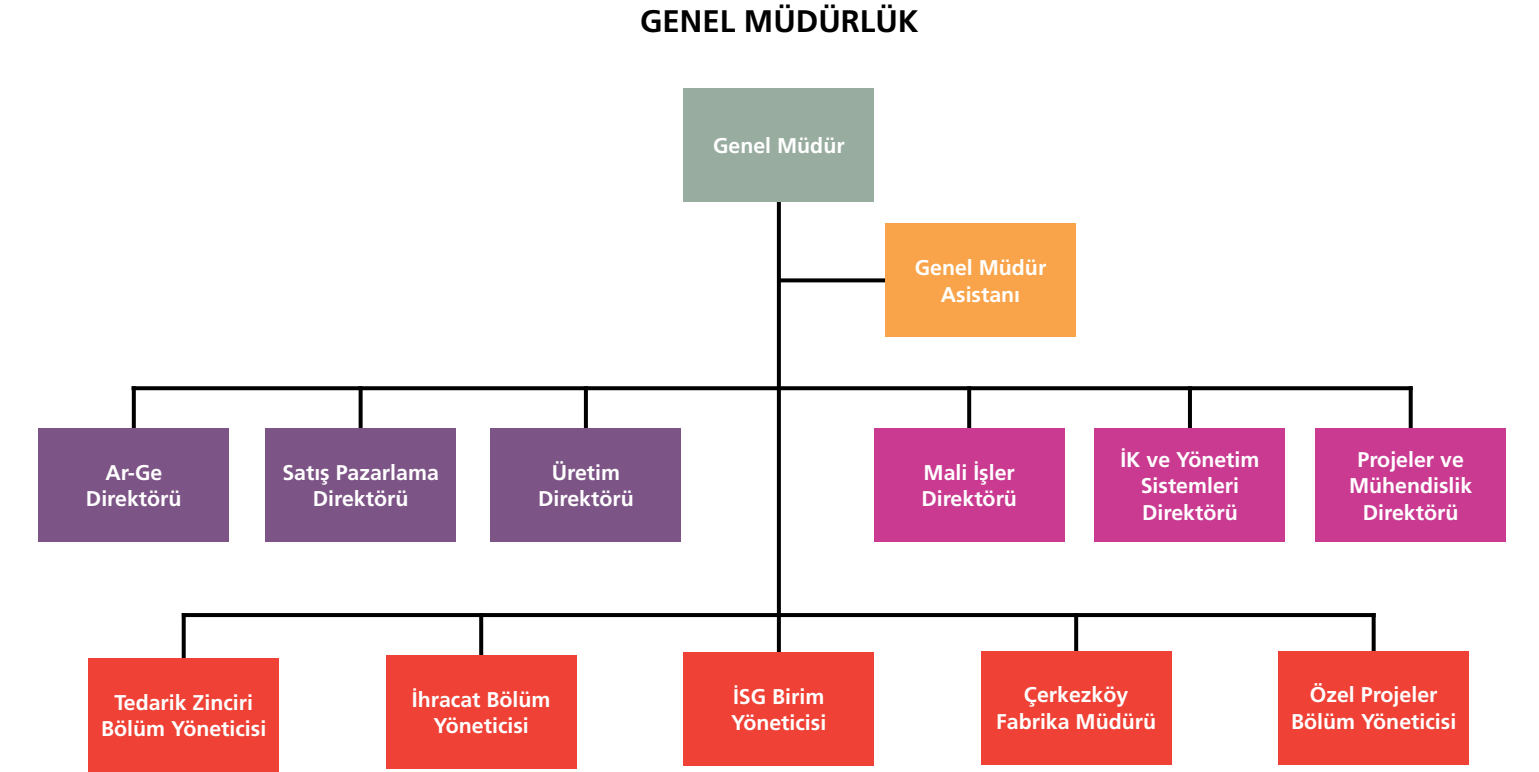 GENEL MÜDÜRLÜK
Genel Müdür
Genel Müdür
Asistanı
Ar-Ge
Direktörü
Satış Pazarlama
Direktörü
Üretim
Direktörü
Mali İşler
Direktörü
İK ve Yönetim
Sistemleri
Direktörü
Projeler ve
Mühendislik
Direktörü
Tedarik Zinciri
Bölüm Yöneticisi
İhracat Bölüm
Yöneticisi
İSG Birim
Yöneticisi
Çerkezköy
Fabrika Müdürü
Özel Projeler
Bölüm Yöneticisi